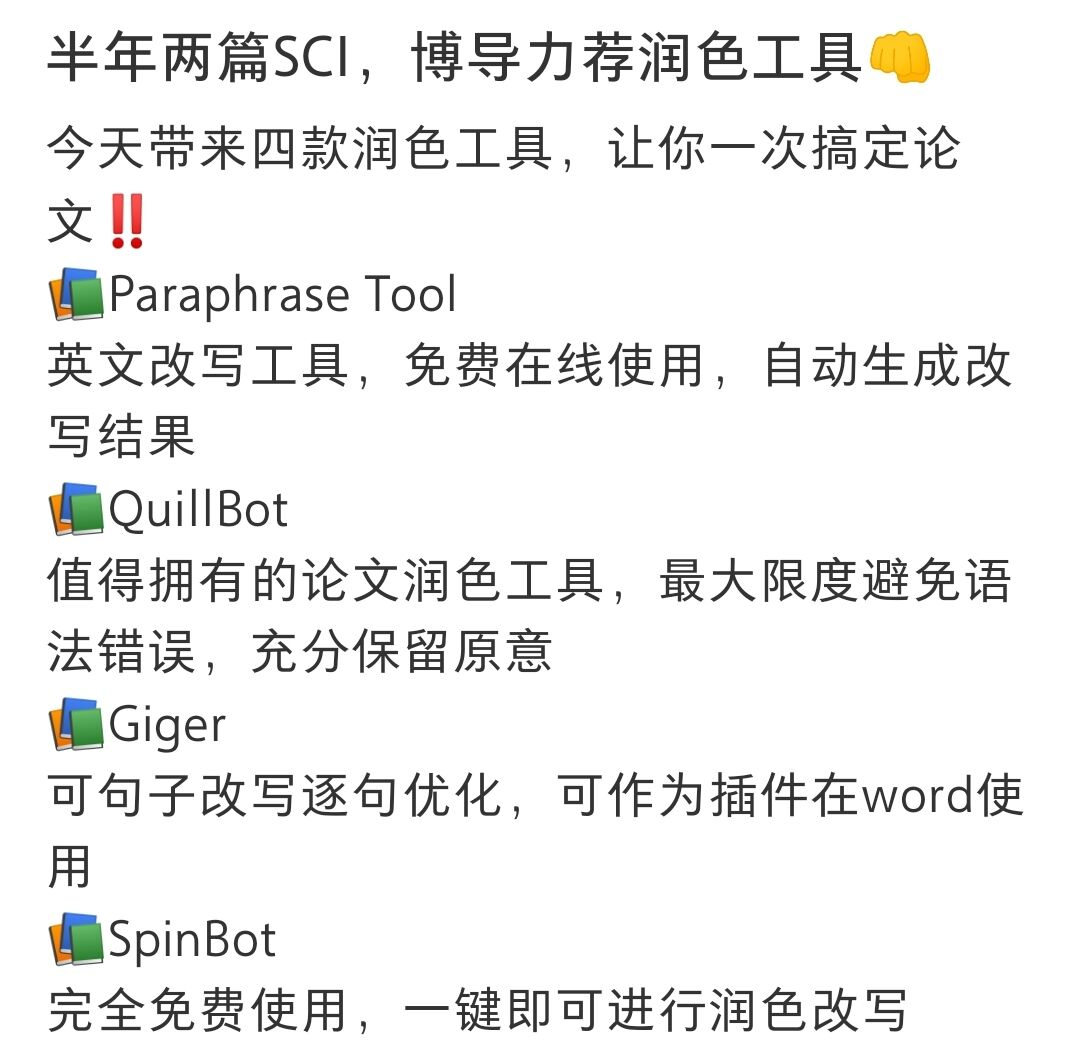 半年两篇SCI，博导力荐润色工具👊
今天带来四款润色工具，让你一次搞定论
文‼️
📚Paraphrase Tool
英文改写工具，免费在线使用，自动生成改
写结果
📚QuillBot
值得拥有的论文润色工具，最大限度避免语
法错误，充分保留原意
📚Giger
可句子改写逐句优化，可作为插件在word使
用
📚SpinBot
完全免费使用，一键即可进行润色改写